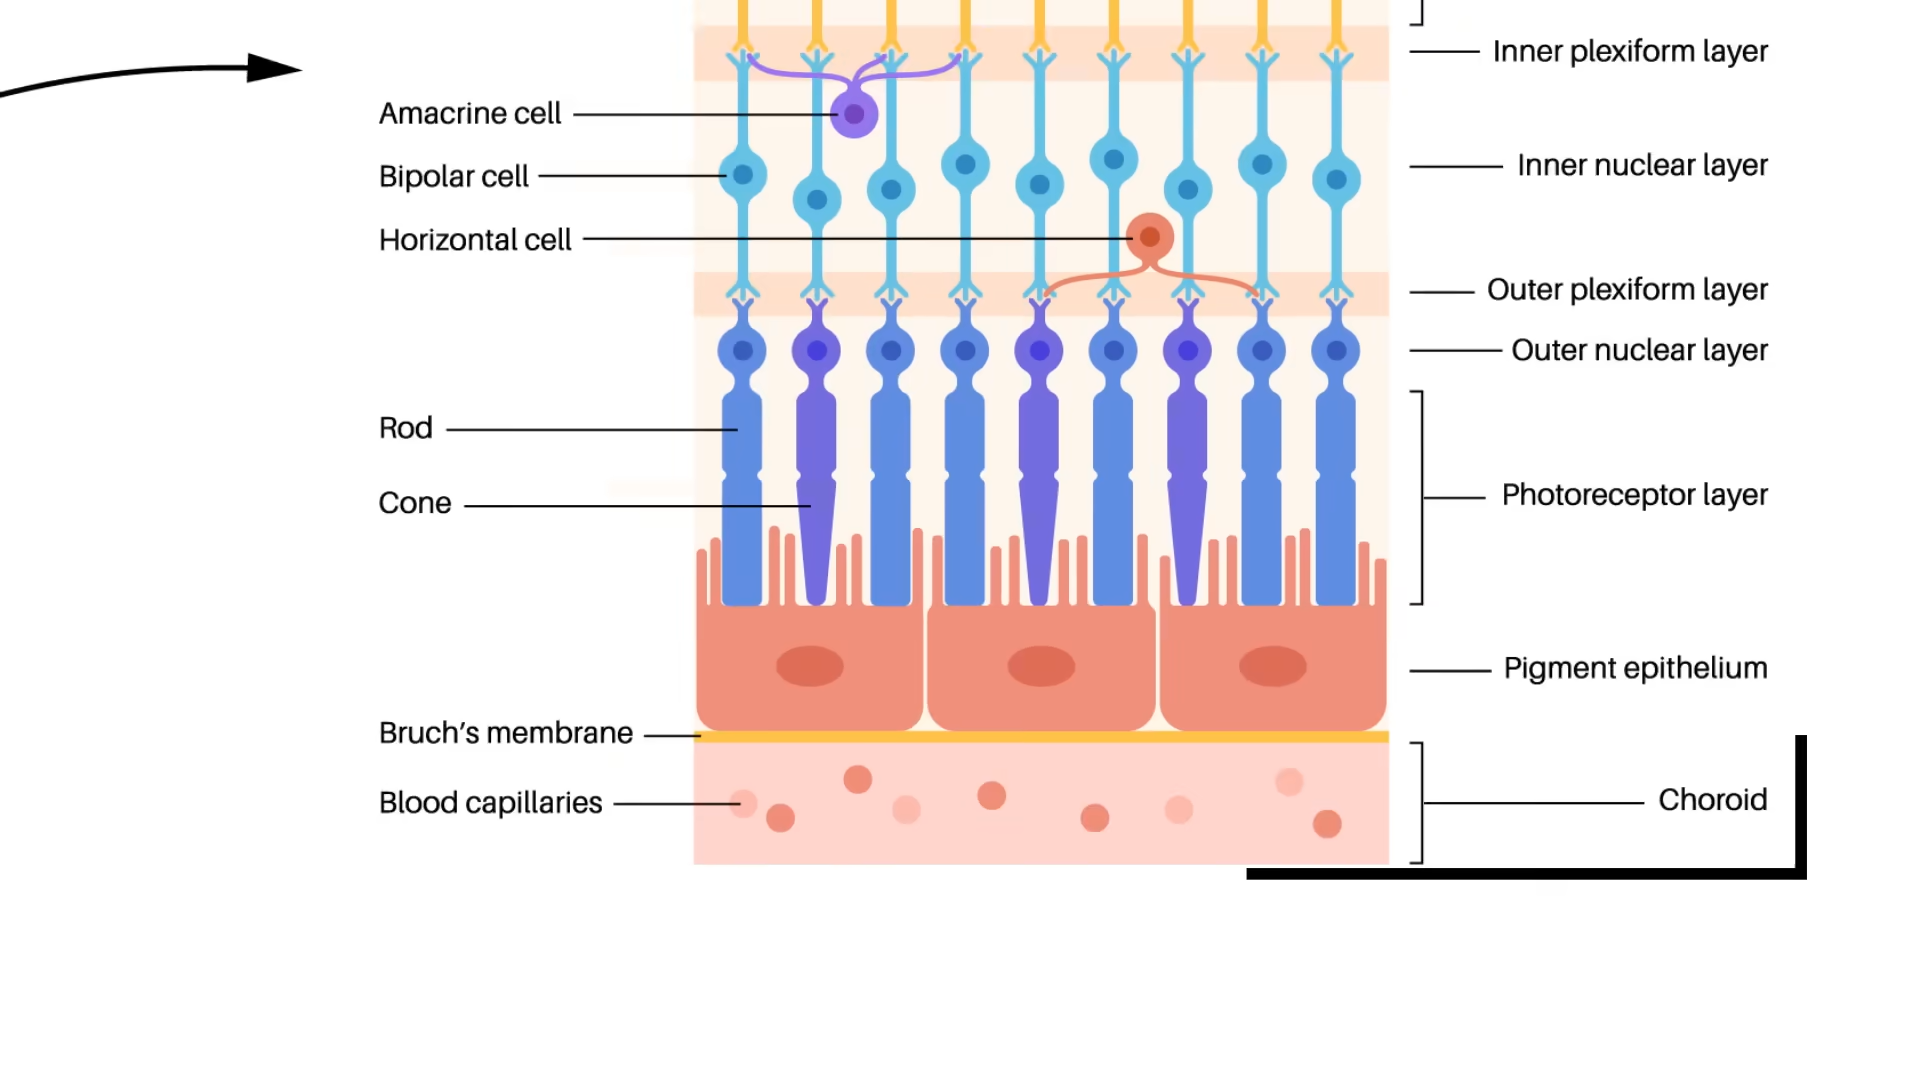 Inner plexiform layer
Amacrine cell
Inner nuclear layer
Bipolar cell
Horizontal cell
Outer plexiform layer
Outer nuclear layer
Rod
Photoreceptor layer
Cone
Pigment epithelium
Bruch’s membrane
Choroid
Blood capillaries